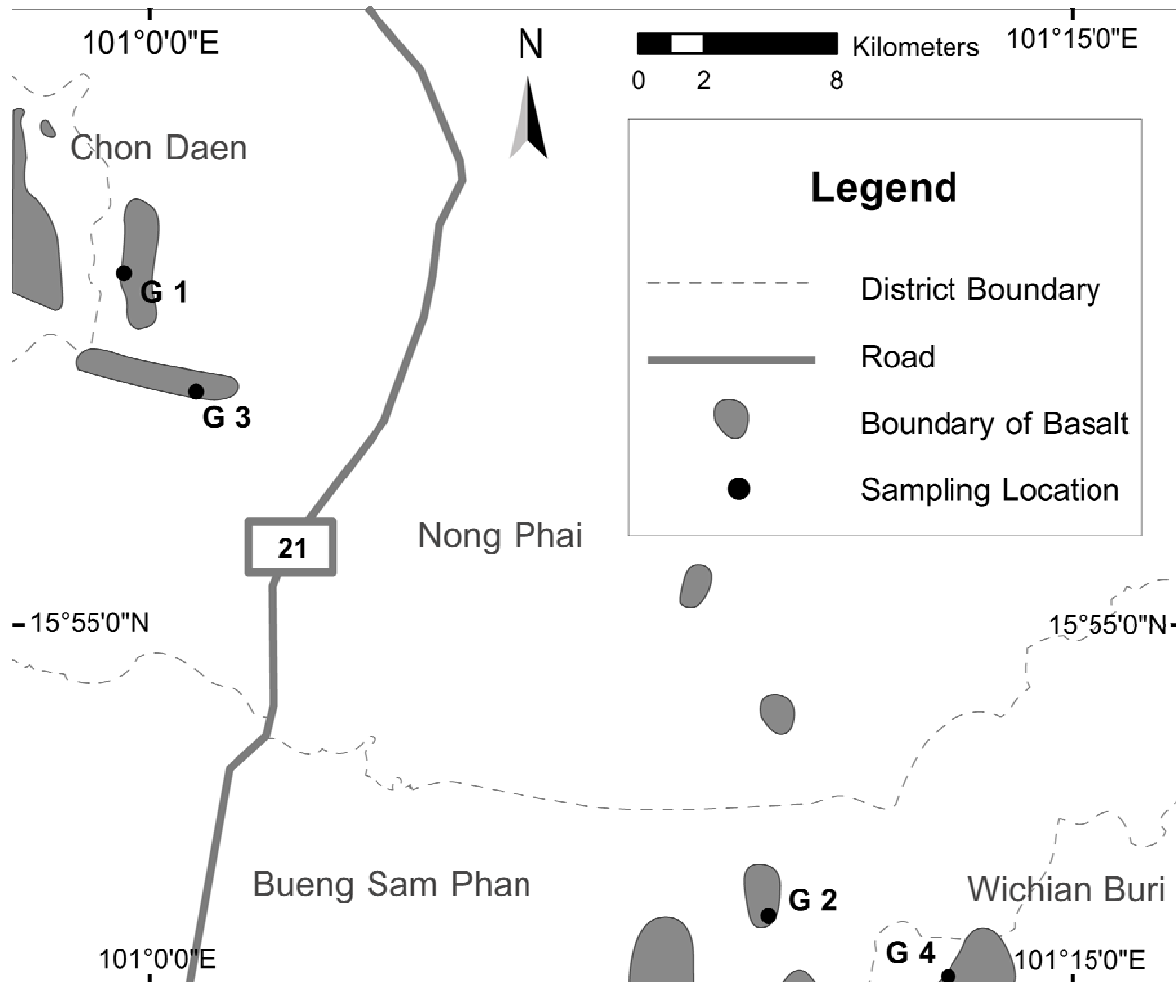 101°0'0"E
N
Kilometers
101°15'0"E
0 2 8
Chon Daen
Legend
District Boundary
G 1
Road
G 3
Boundary of Basalt
Sampling Location
21
Nong Phai
15°55'0"N
15°55'0"N
Bueng Sam Phan
G 2
Wichian Buri
G 4
101°0'0"E
101°15'0"E